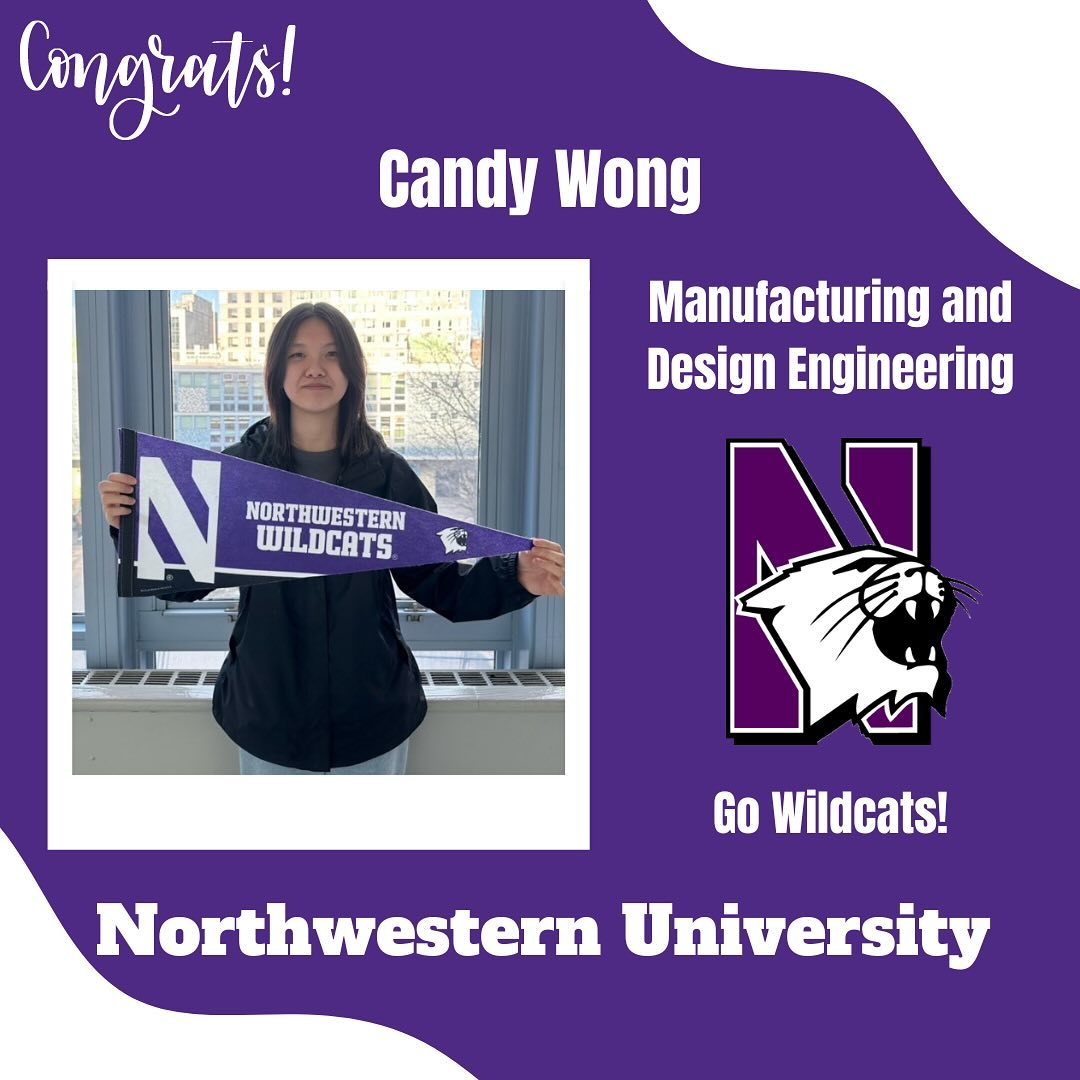 Congrats!
Candy Wong
Manufacturing and
Design Engineering
N
NORTHWESTERN
WILDCATS
N
Go Wildcats!
Northwestern University